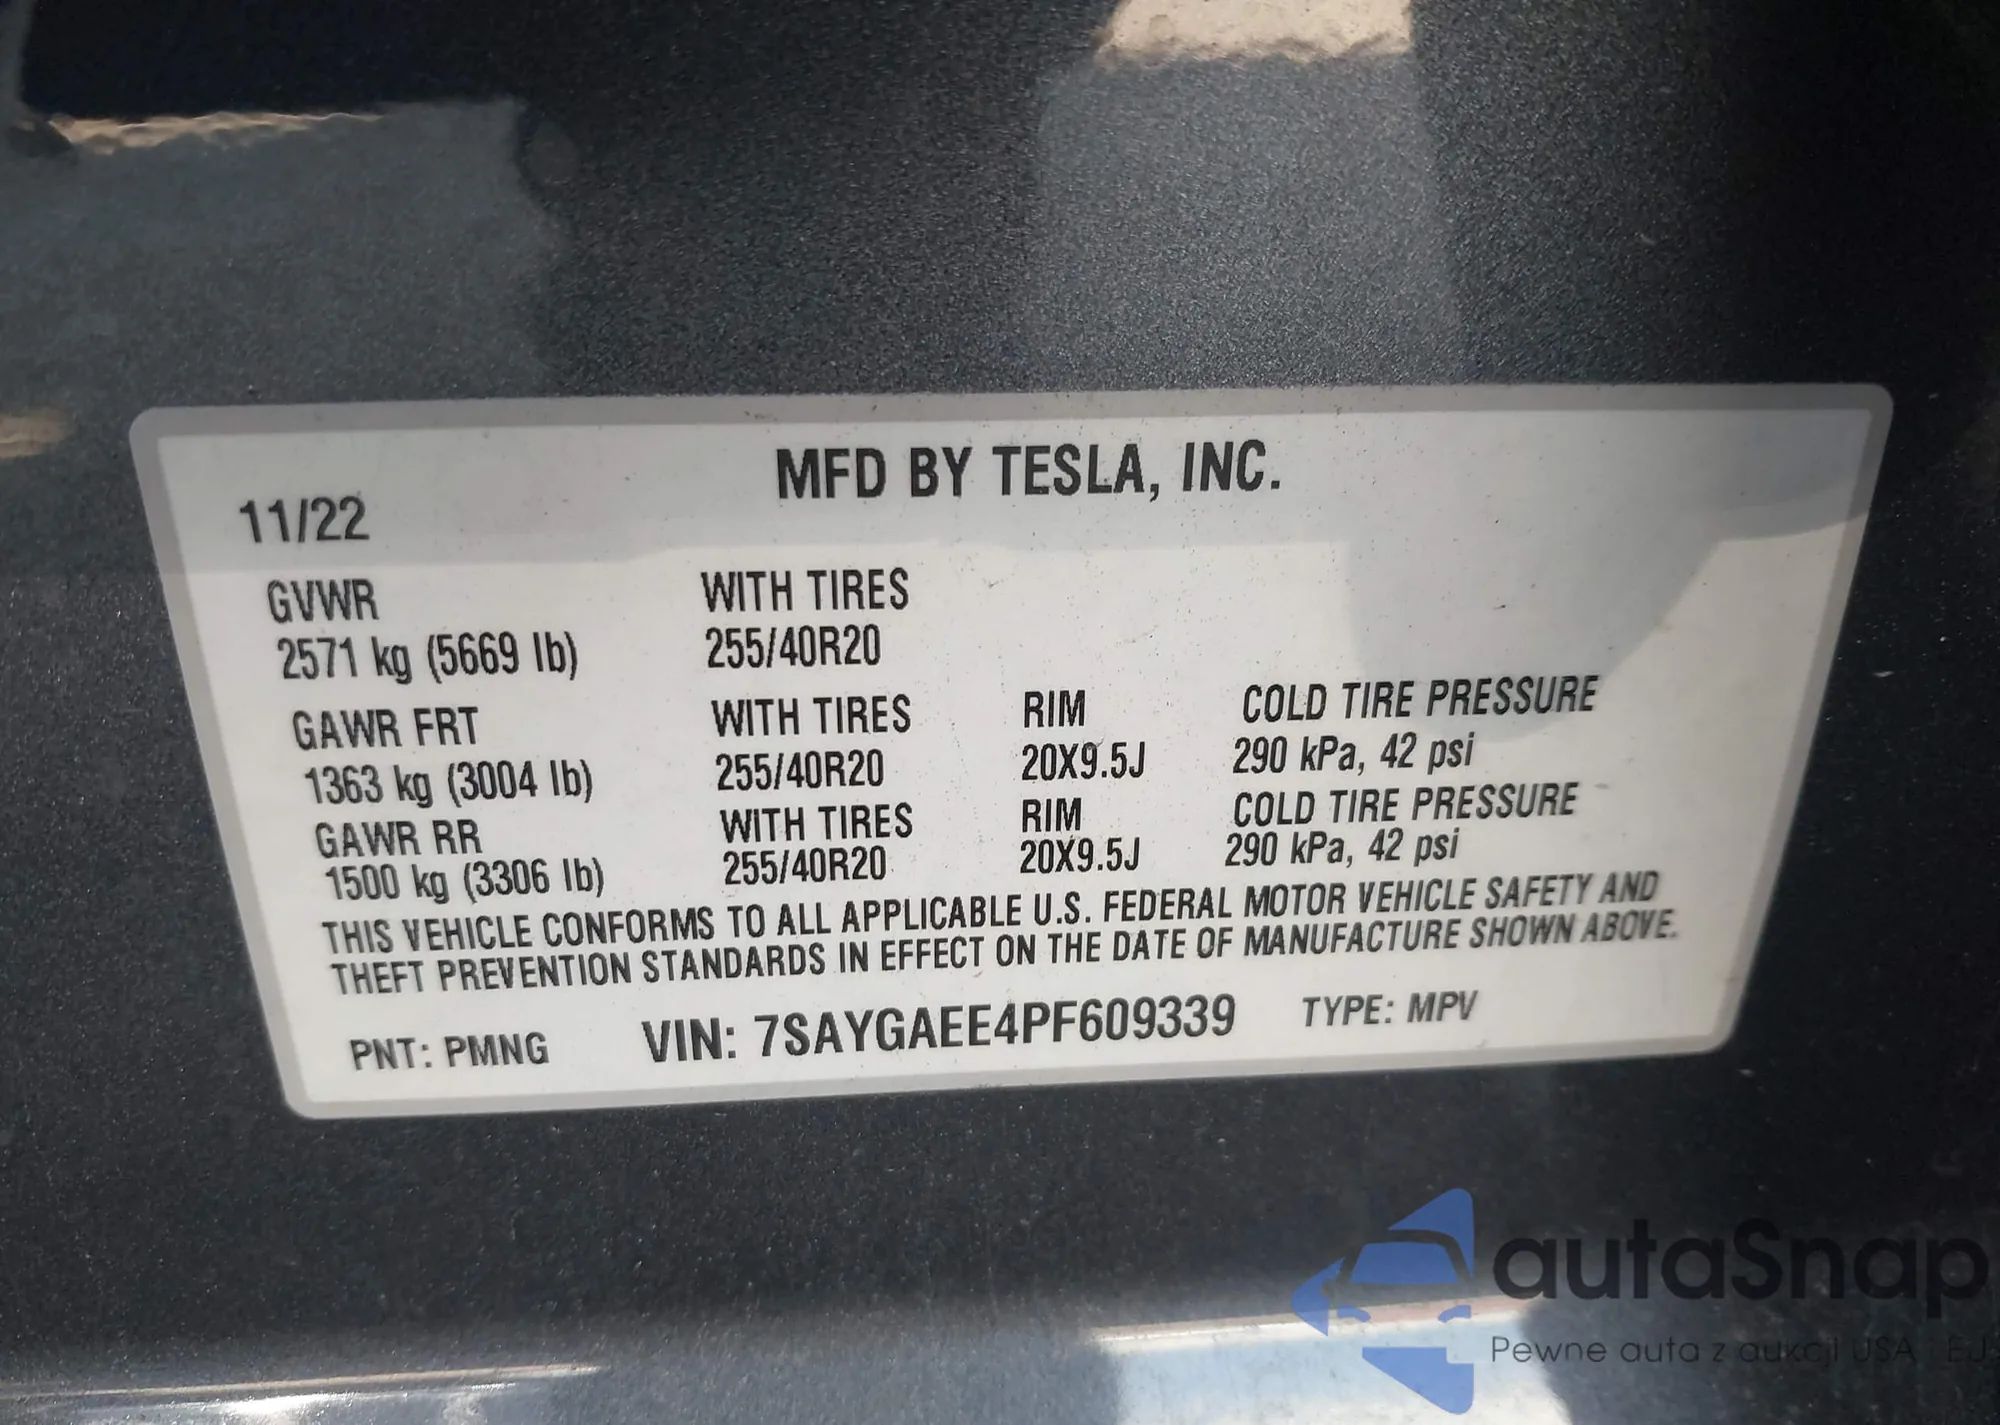 MFD BY TESLA, INC.
11/22
GVWR WITH TIRES
2571 kg (5669 lb) 255/40R20
GAWR FRT WITH TIRES RIM COLD TIRE PRESSURE
1363 kg (3004 lb) 255/40R20 20X9.5J 290 kPa, 42 psi
GAWR RR WITH TIRES RIM COLD TIRE PRESSURE
1500 kg (3306 lb) 255/40R20 20X9.5J 290 kPa, 42 psi
THIS VEHICLE CONFORMS TO ALL APPLICABLE U.S. FEDERAL MOTOR VEHICLE SAFETY AND
THEFT PREVENTION STANDARDS IN EFFECT ON THE DATE OF MANUFACTURE SHOWN ABOVE.
PNT: PMNG VIN: 7SAYGAEE4PF609339 TYPE: MPV
autaSnap
Pewne auta z aukcji USA i EJ